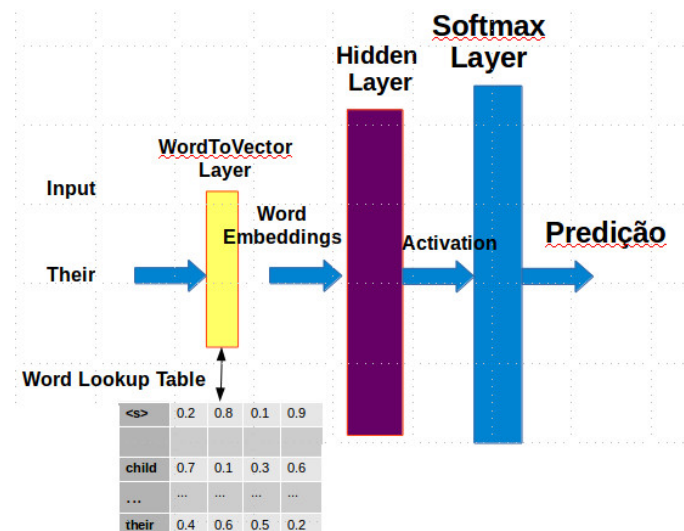 Softmax
Layer
Hidden
Layer
WordToVector
Layer
Input
Word
Embeddings
Activation
Predição
Their
Word Lookup Table
<s> 0.2 0.8 0.1 0.9
child 0.7 0.1 0.3 0.6
... ... ... ... ...
their 0.4 0.6 0.5 0.2